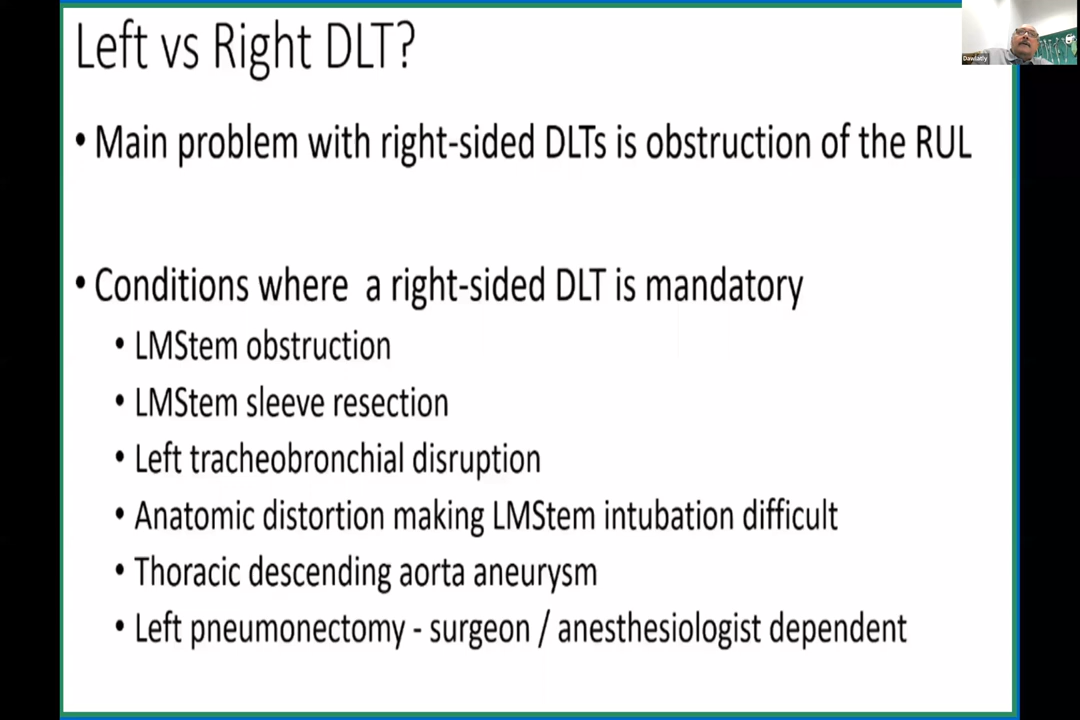 Left vs Right DLT?
• Main problem with right-sided DLTs is obstruction of the RUL
• Conditions where a right-sided DLT is mandatory
• LMStem obstruction
• LMStem sleeve resection
• Left tracheobronchial disruption
• Anatomic distortion making LMStem intubation difficult
• Thoracic descending aorta aneurysm
• Left pneumonectomy - surgeon / anesthesiologist dependent